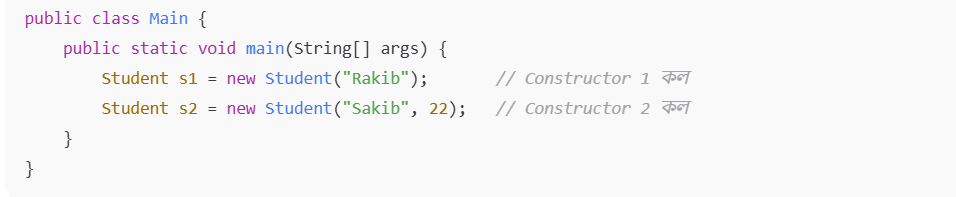 public class Main {
public static void main(String[] args) {
Student s1 = new Student("Rakib"); // Constructor 1 কল
Student s2 = new Student("Sakib", 22); // Constructor 2 কল
}
}